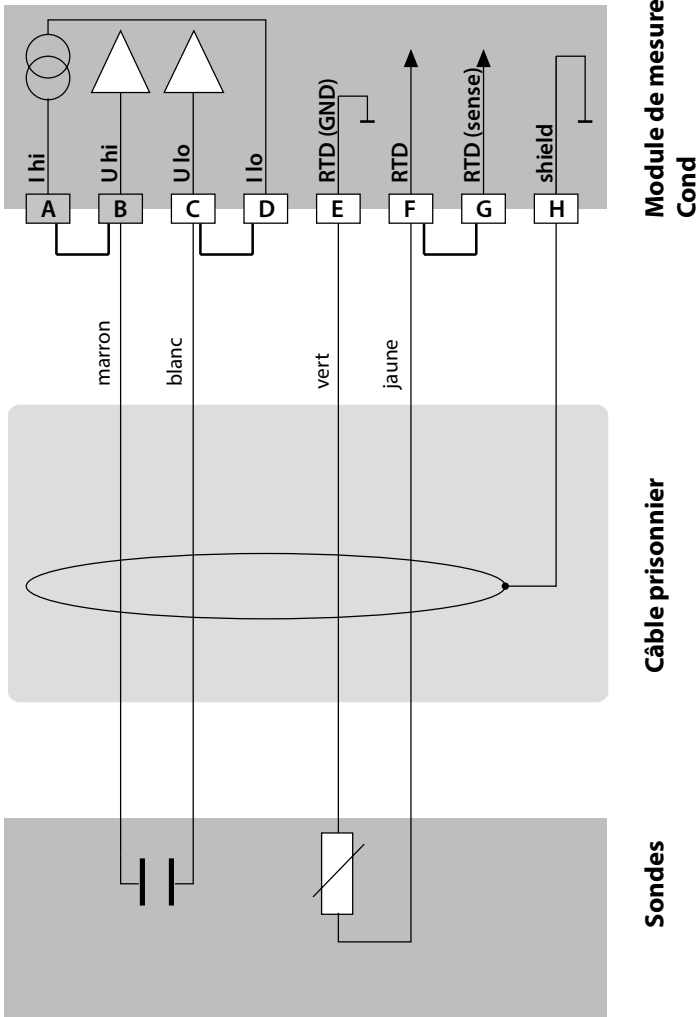 I hi
U hi
U lo
I lo
RTD (GND)
RTD
RTD (sense)
shield
A
B
C
D
E
F
G
H
Module de mesure
Cond
marron
blanc
vert
jaune
Câble prisonnier
Sondes